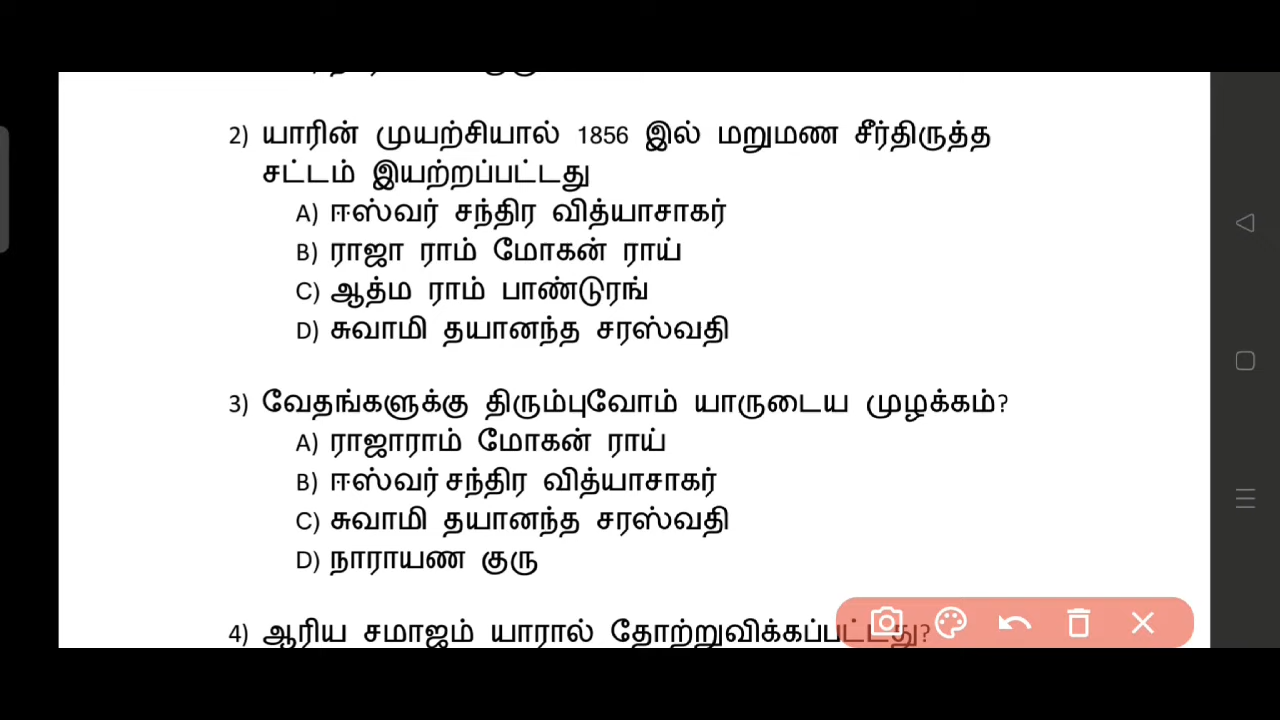 2) யாரின் முயற்சியால் 1856 இல் மறுமண சீர்திருத்த
சட்டம் இயற்றப்பட்டது
A) ஈஸ்வர் சந்திர வித்யாசாகர்
B) ராஜா ராம் மோகன் ராய்
C) ஆத்ம ராம் பாண்டுரங்
D) சுவாமி தயானந்த சரஸ்வதி
3) வேதங்களுக்கு திரும்புவோம் யாருடைய முழக்கம்?
A) ராஜாராம் மோகன் ராய்
B) ஈஸ்வர் சந்திர வித்யாசாகர்
C) சுவாமி தயானந்த சரஸ்வதி
D) நாராயண குரு
4) ஆரிய சமாஜம் யாரால் தோற்றுவிக்கப்பட்டது?